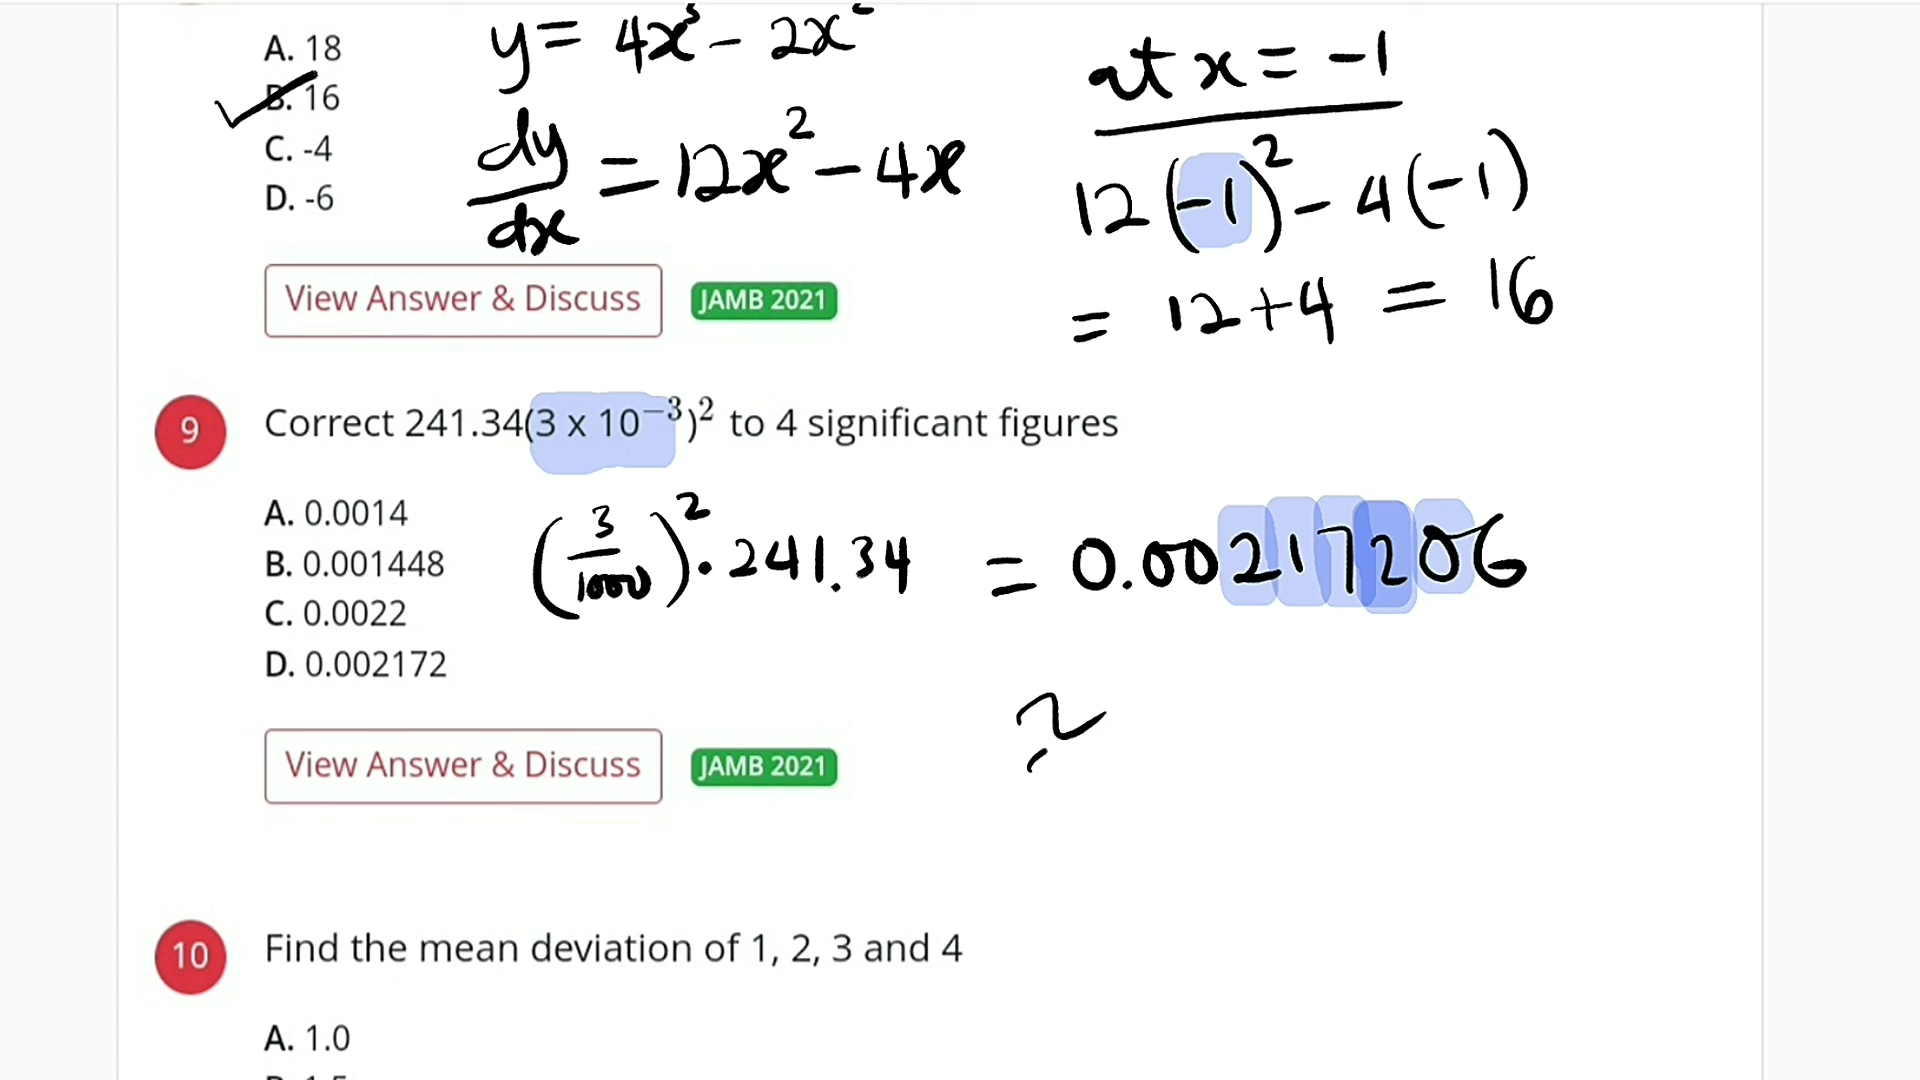 A. 18
y = 4x³ - 2x²
at x = -1
B. 16
C. -4
dy/dx = 12x² - 4x
12(-1)² - 4(-1)
D. -6
View Answer & Discuss JAMB 2021
= 12+4 = 16
9 Correct 241.34(3 x 10⁻³)² to 4 significant figures
A. 0.0014
(3/1000)² . 241.34 = 0.00217206
B. 0.001448
C. 0.0022
D. 0.002172
View Answer & Discuss JAMB 2021
10 Find the mean deviation of 1, 2, 3 and 4
A. 1.0